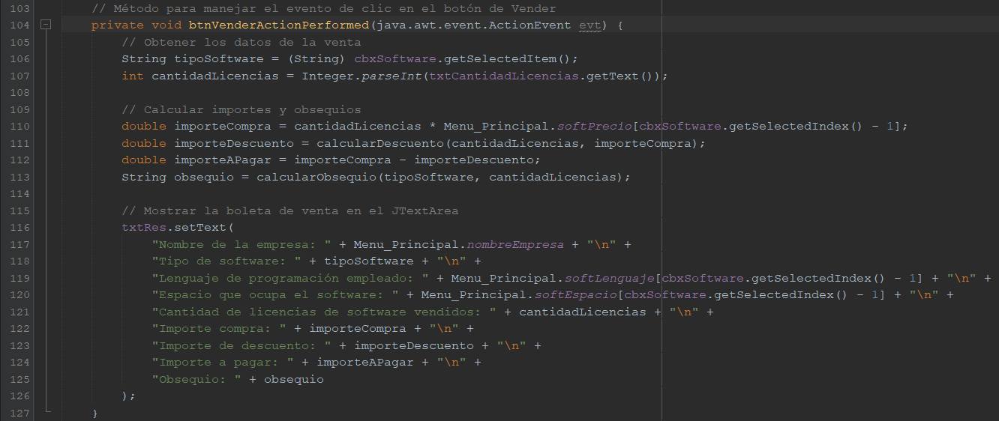 103 // Método para manejar el evento de clic en el botón de Vender
104 private void btnVenderActionPerformed(java.awt.event.ActionEvent evt) {
105 // Obtener los datos de la venta
106 String tipoSoftware = (String) cbxSoftware.getSelectedItem();
107 int cantidadLicencias = Integer.parseInt(txtCantidadLicencias.getText());
108
109 // Calcular importes y obsequios
110 double importeCompra = cantidadLicencias * Menu_Principal.softPrecio[cbxSoftware.getSelectedIndex() - 1];
111 double importeDescuento = calcularDescuento(cantidadLicencias, importeCompra);
112 double importeAPagar = importeCompra - importeDescuento;
113 String obsequio = calcularObsequio(tipoSoftware, cantidadLicencias);
114
115 // Mostrar la boleta de venta en el JTextArea
116 txtRes.setText(
117 "Nombre de la empresa: " + Menu_Principal.nombreEmpresa + "\n" +
118 "Tipo de software: " + tipoSoftware + "\n" +
119 "Lenguaje de programación empleado: " + Menu_Principal.softLenguaje[cbxSoftware.getSelectedIndex() - 1] + "\n" +
120 "Espacio que ocupa el software:  " + Menu_Principal.softEspacio[cbxSoftware.getSelectedIndex() - 1] + "\n" +
121 "Cantidad de licencias de software vendidos: " + cantidadLicencias + "\n" +
122 "Importe compra: " + importeCompra + "\n" +
123 "Importe de descuento: " + importeDescuento + "\n" +
124 "Importe a pagar: " + importeAPagar + "\n" +
125 "Obsequio: " + obsequio
126 );
127 }